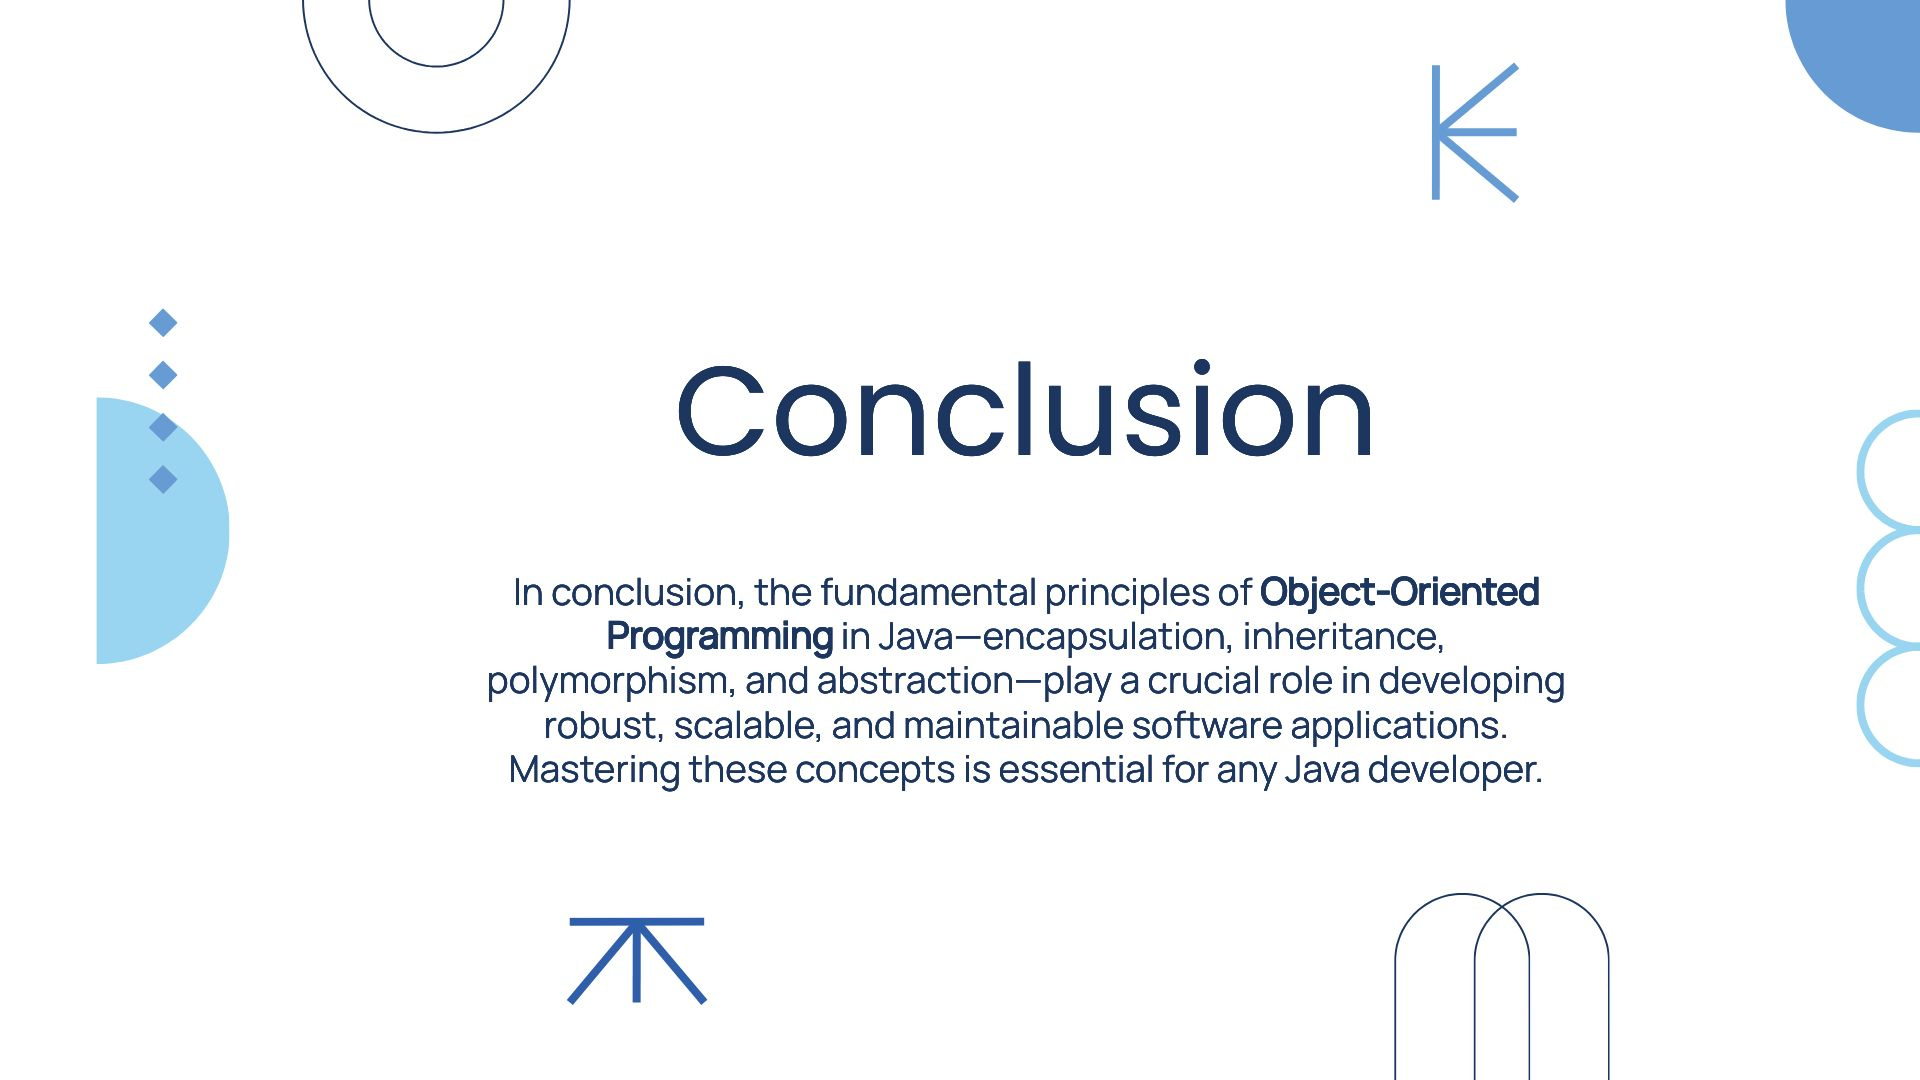 Conclusion
In conclusion, the fundamental principles of Object-Oriented
Programming in Java—encapsulation, inheritance,
polymorphism, and abstraction—play a crucial role in developing
robust, scalable, and maintainable software applications.
Mastering these concepts is essential for any Java developer.